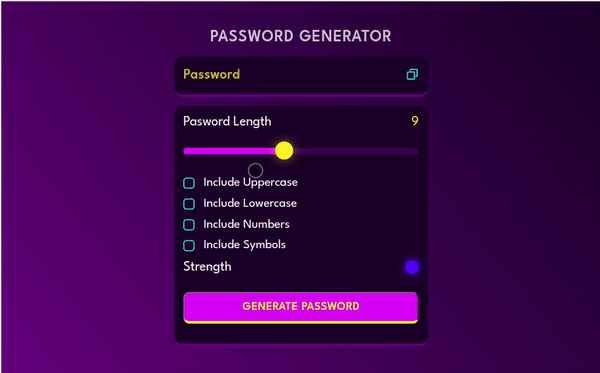 PASSWORD GENERATOR
Password
Pasword Length 9
Include Uppercase
Include Lowercase
Include Numbers
Include Symbols
Strength
GENERATE PASSWORD